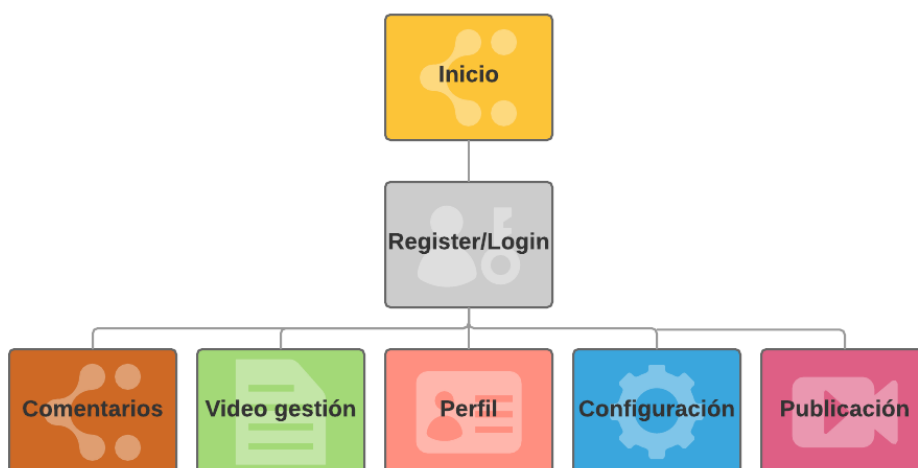 Inicio
Register/Login
Comentarios
Video gestión
Perfil
Configuración
Publicación